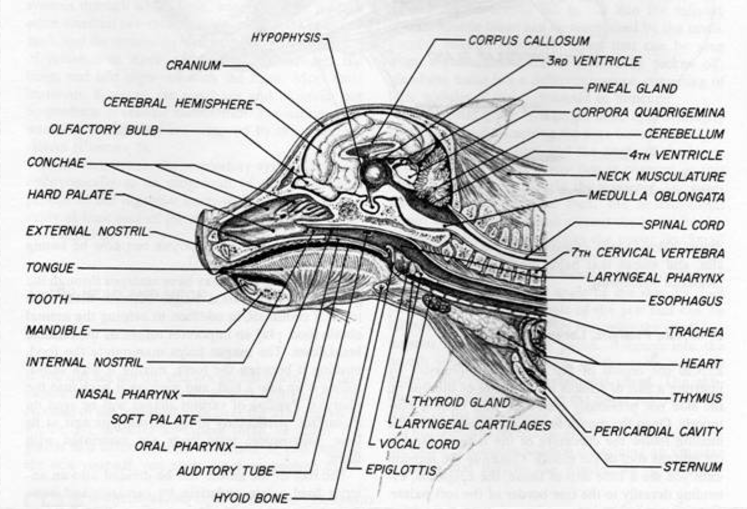 HYPOPHYSIS
CRANIUM
CEREBRAL HEMISPHERE
OLFACTORY BULB
CONCHAE
HARD PALATE
EXTERNAL NOSTRIL
TONGUE
TOOTH
MANDIBLE
INTERNAL NOSTRIL
NASAL PHARYNX
SOFT PALATE
ORAL PHARYNX
AUDITORY TUBE
HYOID BONE
CORPUS CALLOSUM
3RD VENTRICLE
PINEAL GLAND
CORPORA QUADRIGEMINA
CEREBELLUM
4TH VENTRICLE
NECK MUSCULATURE
MEDULLA OBLONGATA
SPINAL CORD
7TH CERVICAL VERTEBRA
LARYNGEAL PHARYNX
ESOPHAGUS
TRACHEA
HEART
THYMUS
PERICARDIAL CAVITY
STERNUM
THYROID GLAND
LARYNGEAL CARTILAGES
VOCAL CORD
EPIGLOTTIS